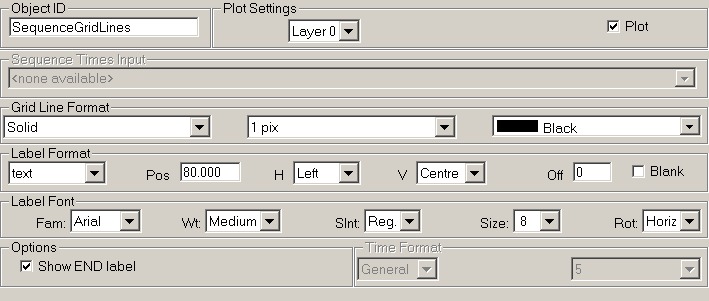 Object ID
Plot Settings
SequenceGridLines
Layer 0
Plot
Sequence Times Input
<none available>
Grid Line Format
Solid
1 pix
Black
Label Format
text
Pos
80.000
H
Left
V
Centre
Off
0
Blank
Label Font
Fam:
Arial
Wt:
Medium
Slnt:
Reg.
Size:
8
Rot:
Horiz
Options
Time Format
Show END label
General
5